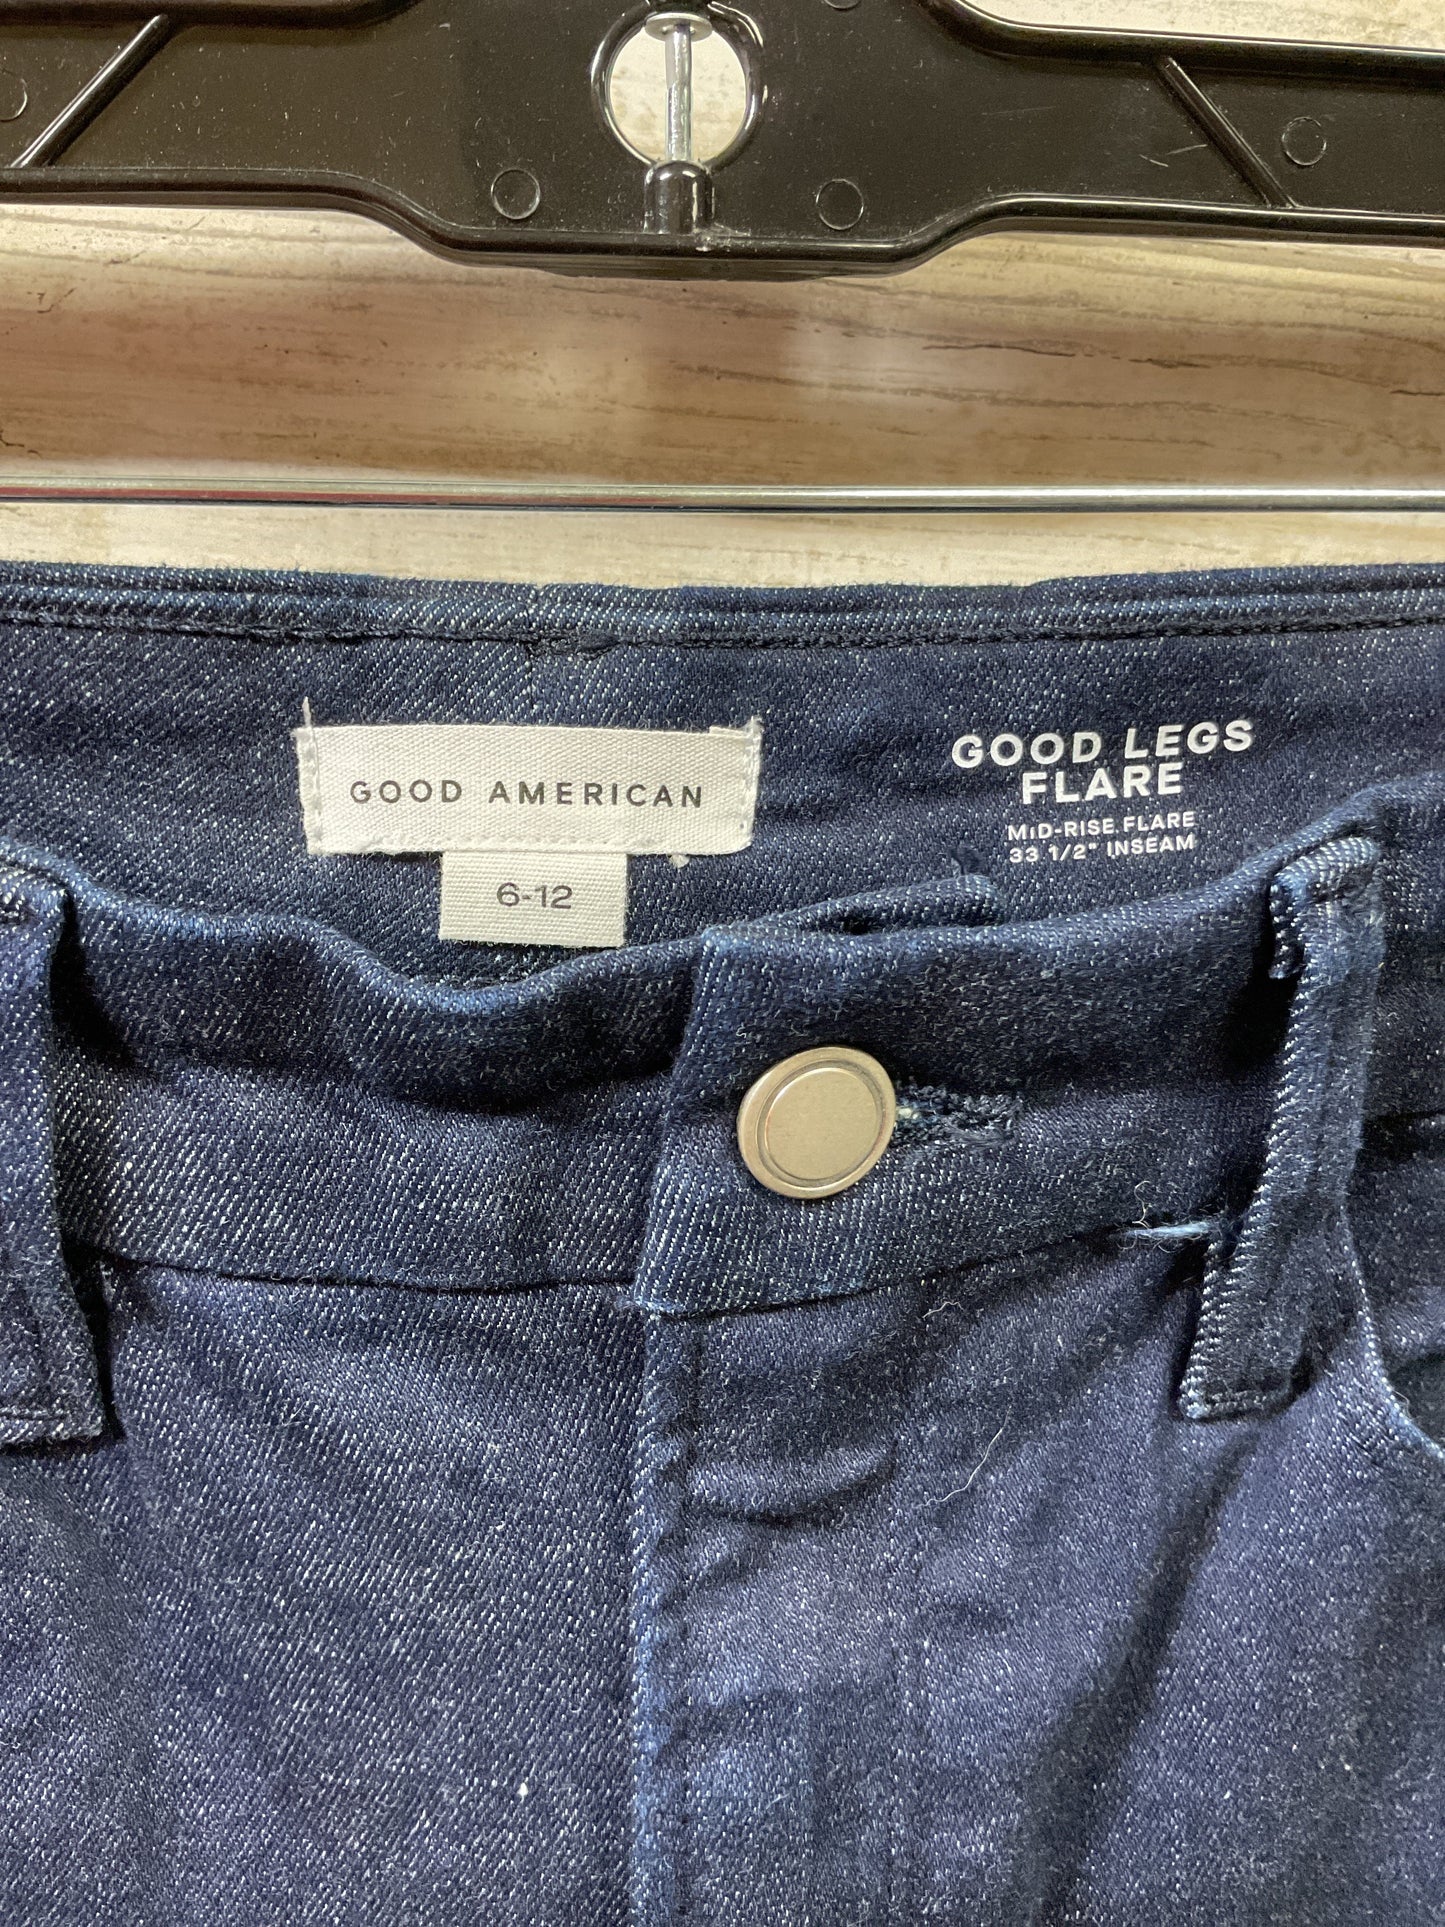 GOOD AMERICAN
6-12
GOOD LEGS
FLARE
MID-RISE FLARE
33 1/2" INSEAM